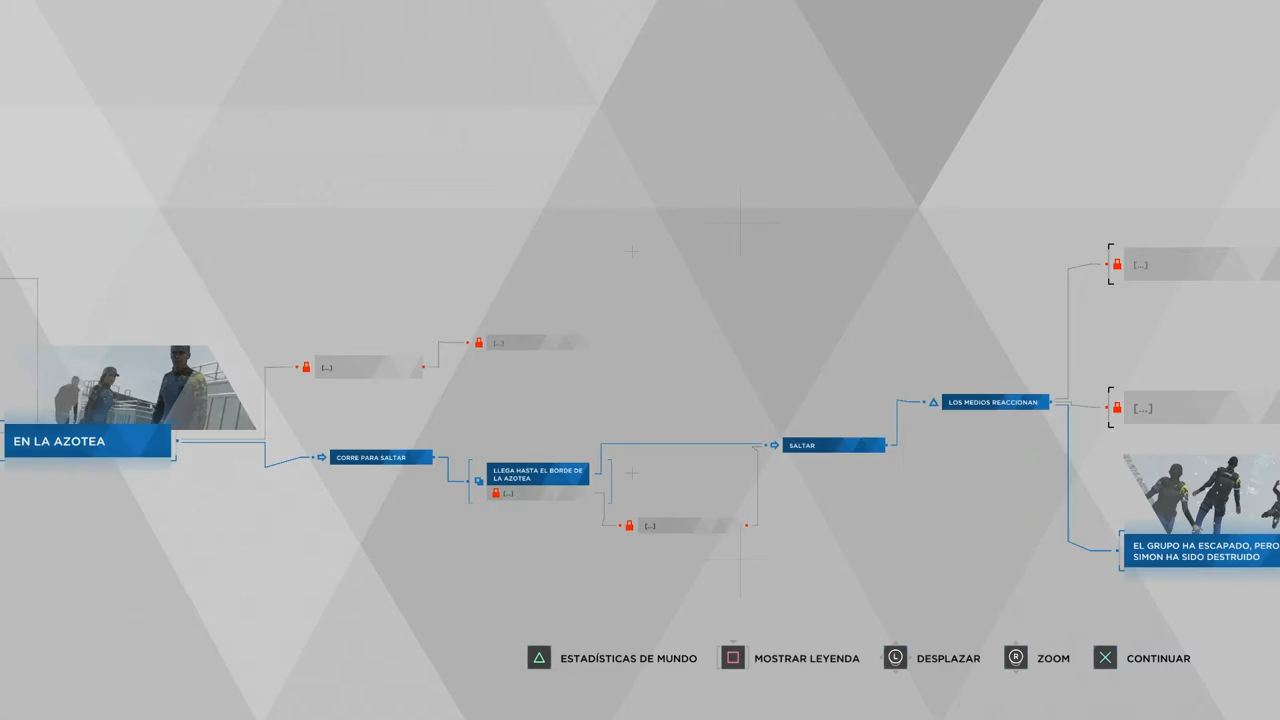 [...]
[...]
[...]
[...]
LOS MEDIOS REACCIONAN
EN LA AZOTEA
CORRE PARA SALTAR
SALTAR
LLEGA HASTA EL BORDE DE
LA AZOTEA
[...]
[...]
EL GRUPO HA ESCAPADO, PERO
SIMON HA SIDO DESTRUIDO
ESTADÍSTICAS DE MUNDO
MOSTRAR LEYENDA
L
DESPLAZAR
R
ZOOM
CONTINUAR